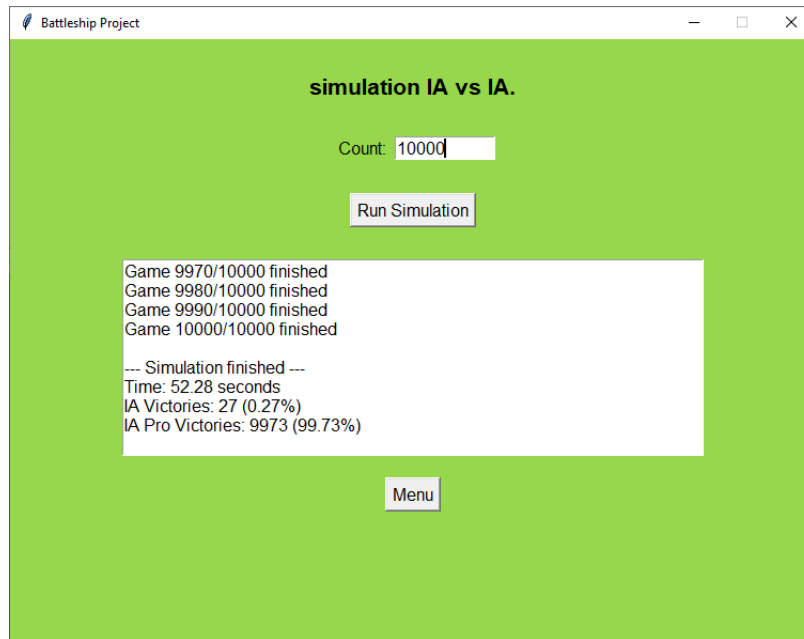 Battleship Project
simulation IA vs IA.
Count: 10000
Run Simulation
Game 9970/10000 finished
Game 9980/10000 finished
Game 9990/10000 finished
Game 10000/10000 finished
--- Simulation finished ---
Time: 52.28 seconds
IA Victories: 27 (0.27%)
IA Pro Victories: 9973 (99.73%)
Menu